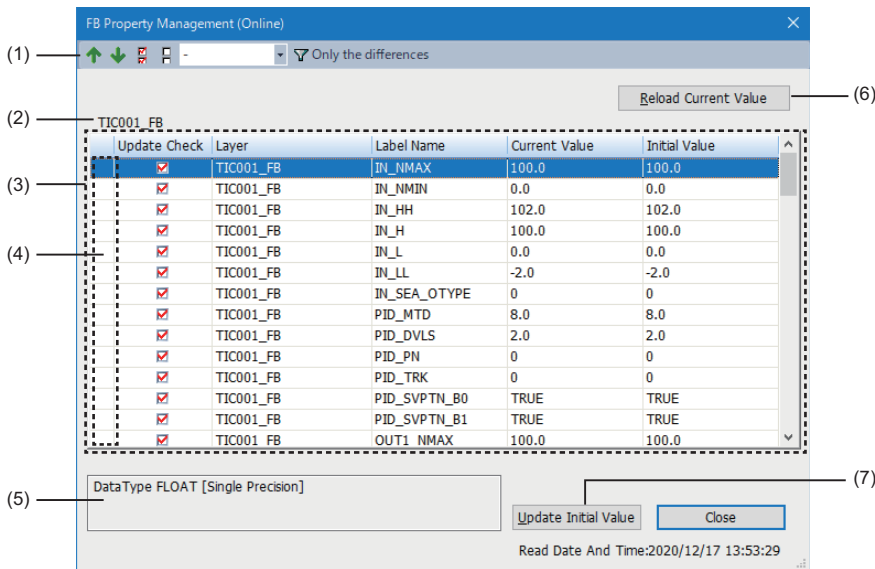 FB Property Management (Online)
(1)
-
Only the differences
Reload Current Value
(6)
(2)
TIC001_FB
Update Check Layer Label Name Current Value Initial Value
TIC001_FB IN_NMAX 100.0 100.0
(3)
TIC001_FB IN_NMIN 0.0 0.0
TIC001_FB IN_HH 102.0 102.0
TIC001_FB IN_H 100.0 100.0
(4)
TIC001_FB IN_L 0.0 0.0
TIC001_FB IN_LL -2.0 -2.0
TIC001_FB IN_SEA_OTYPE 0 0
TIC001_FB PID_MTD 8.0 8.0
TIC001_FB PID_DVLS 2.0 2.0
TIC001_FB PID_PN 0 0
TIC001_FB PID_TRK 0 0
TIC001_FB PID_SVPTN_B0 TRUE TRUE
TIC001_FB PID_SVPTN_B1 TRUE TRUE
TIC001_FB OUT1_NMAX 100.0 100.0
(5)
DataType FLOAT [Single Precision]
(7)
Update Initial Value
Close
Read Date And Time:2020/12/17 13:53:29